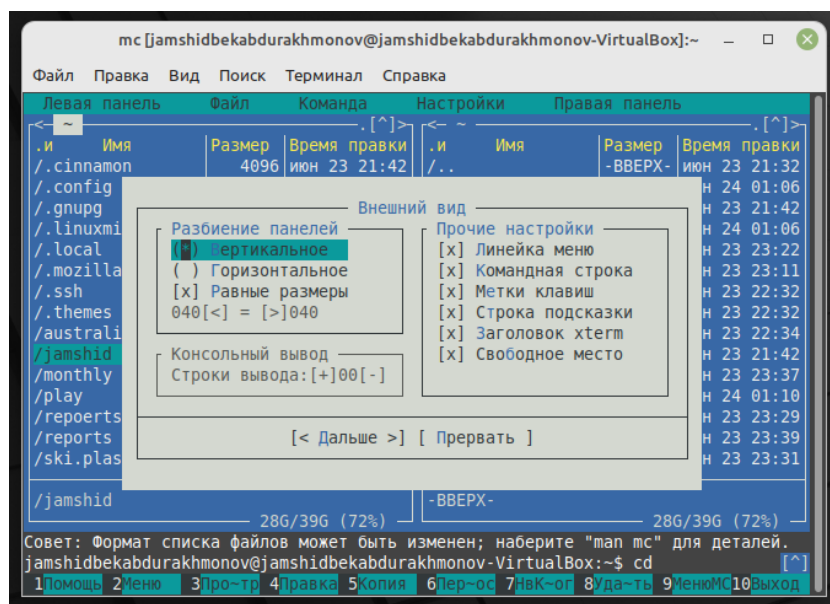 mc [jamshidbekabdurakhmonov@jamshidbekabdurakhmonov-VirtualBox]:~
Файл Правка Вид Поиск Терминал Справка
Левая панель Файл Команда Настройки Правая панель
<— ~ .[^]> <— ~ .[^]>
.и Имя Размер Время правки .и Имя Размер Время правки
/.cinnamon 4096 июн 23 21:42 /.. -ВВЕРХ- июн 23 21:32
/.config н 24 01:06
/.gnupg Внешний вид н 23 21:42
/.linuxmi Разбиение панелей Прочие настройки н 24 01:06
/.local (*) Вертикальное [x] Линейка меню н 23 23:22
/.mozilla ( ) Горизонтальное [x] Командная строка н 23 23:11
/.ssh [x] Равные размеры [x] Метки клавиш н 23 22:32
/.themes 040[<] = [>]040 [x] Строка подсказки н 23 22:32
/australi [x] Заголовок xterm н 23 22:34
/jamshid Консольный вывод [x] Свободное место н 23 21:42
/monthly Строки вывода:[+]00[-] н 23 23:37
/play н 24 01:10
/repoerts н 23 23:29
/reports [< Дальше >] [ Прервать ] н 23 23:39
/ski.plas н 23 23:31
/jamshid -ВВЕРХ-
28G/39G (72%) 28G/39G (72%)
Совет: Формат списка файлов может быть изменен; наберите "man mc" для деталей.
jamshidbekabdurakhmonov@jamshidbekabdurakhmonov-VirtualBox:~$ cd [^]
1Помощь 2Меню 3Про~тр 4Правка 5Копия 6Пер~ос 7НвК~ог 8Уда~ть 9МенюМС10Выход